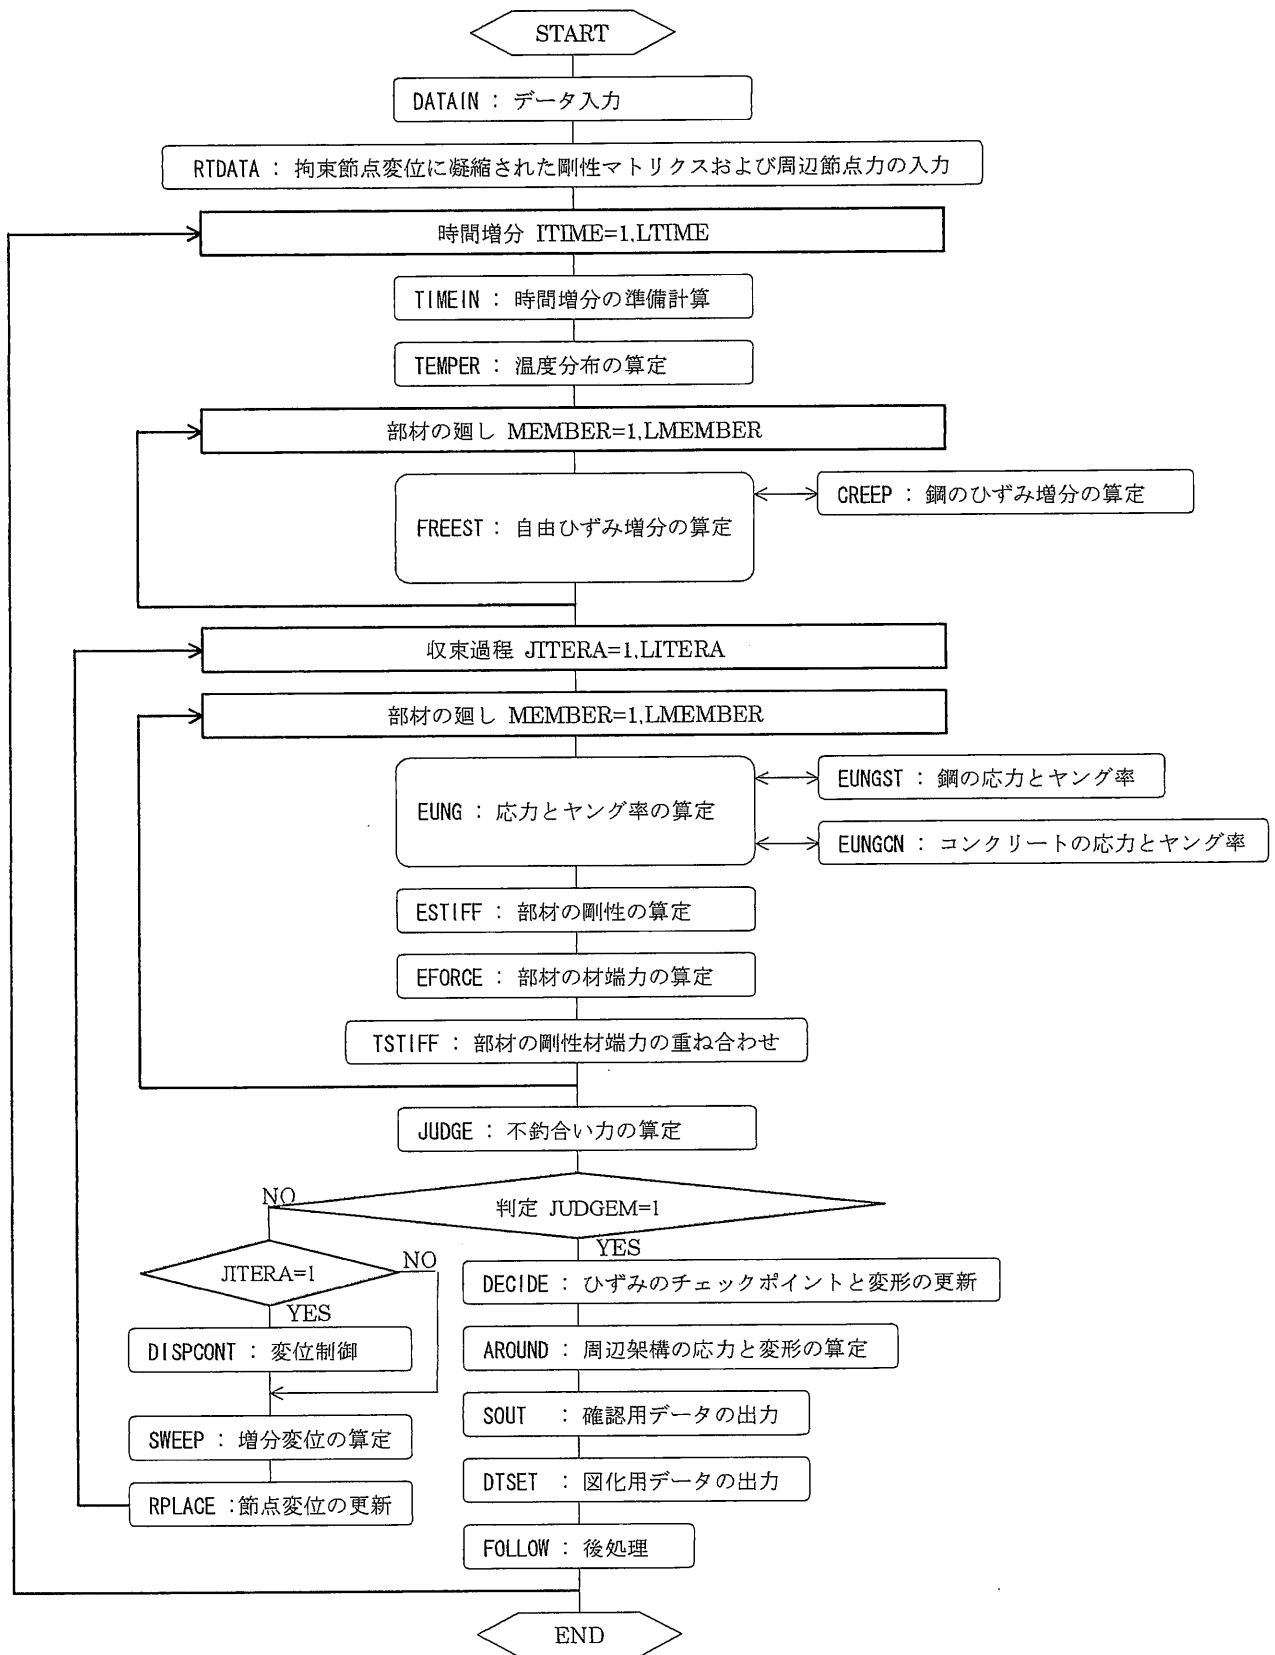 START
DATAIN : データ入力
RTDATA : 拘束節点変位に凝縮された剛性マトリクスおよび周辺節点力の入力
時間増分 ITIME=1,LTIME
TIMEIN : 時間増分の準備計算
TEMPER : 温度分布の算定
部材の廻し MEMBER=1,LMEMBER
CREEP : 鋼のひずみ増分の算定
FREEST : 自由ひずみ増分の算定
収束過程 JITERA=1,LITERA
部材の廻し MEMBER=1,LMEMBER
EUNGST : 鋼の応力とヤング率
EUNG : 応力とヤング率の算定
EUNGCN : コンクリートの応力とヤング率
ESTIFF : 部材の剛性の算定
EFORCE : 部材の材端力の算定
TSTIFF : 部材の剛性材端力の重ね合わせ
JUDGE : 不釣合い力の算定
NO
判定 JUDGEM=1
YES
NO
JITERA=1
YES
DECIDE : ひずみのチェックポイントと変形の更新
DISPCONT : 変位制御
AROUND : 周辺架構の応力と変形の算定
SOUT : 確認用データの出力
SWEEP : 増分変位の算定
DTSET : 図化用データの出力
RPLACE :節点変位の更新
FOLLOW : 後処理
END